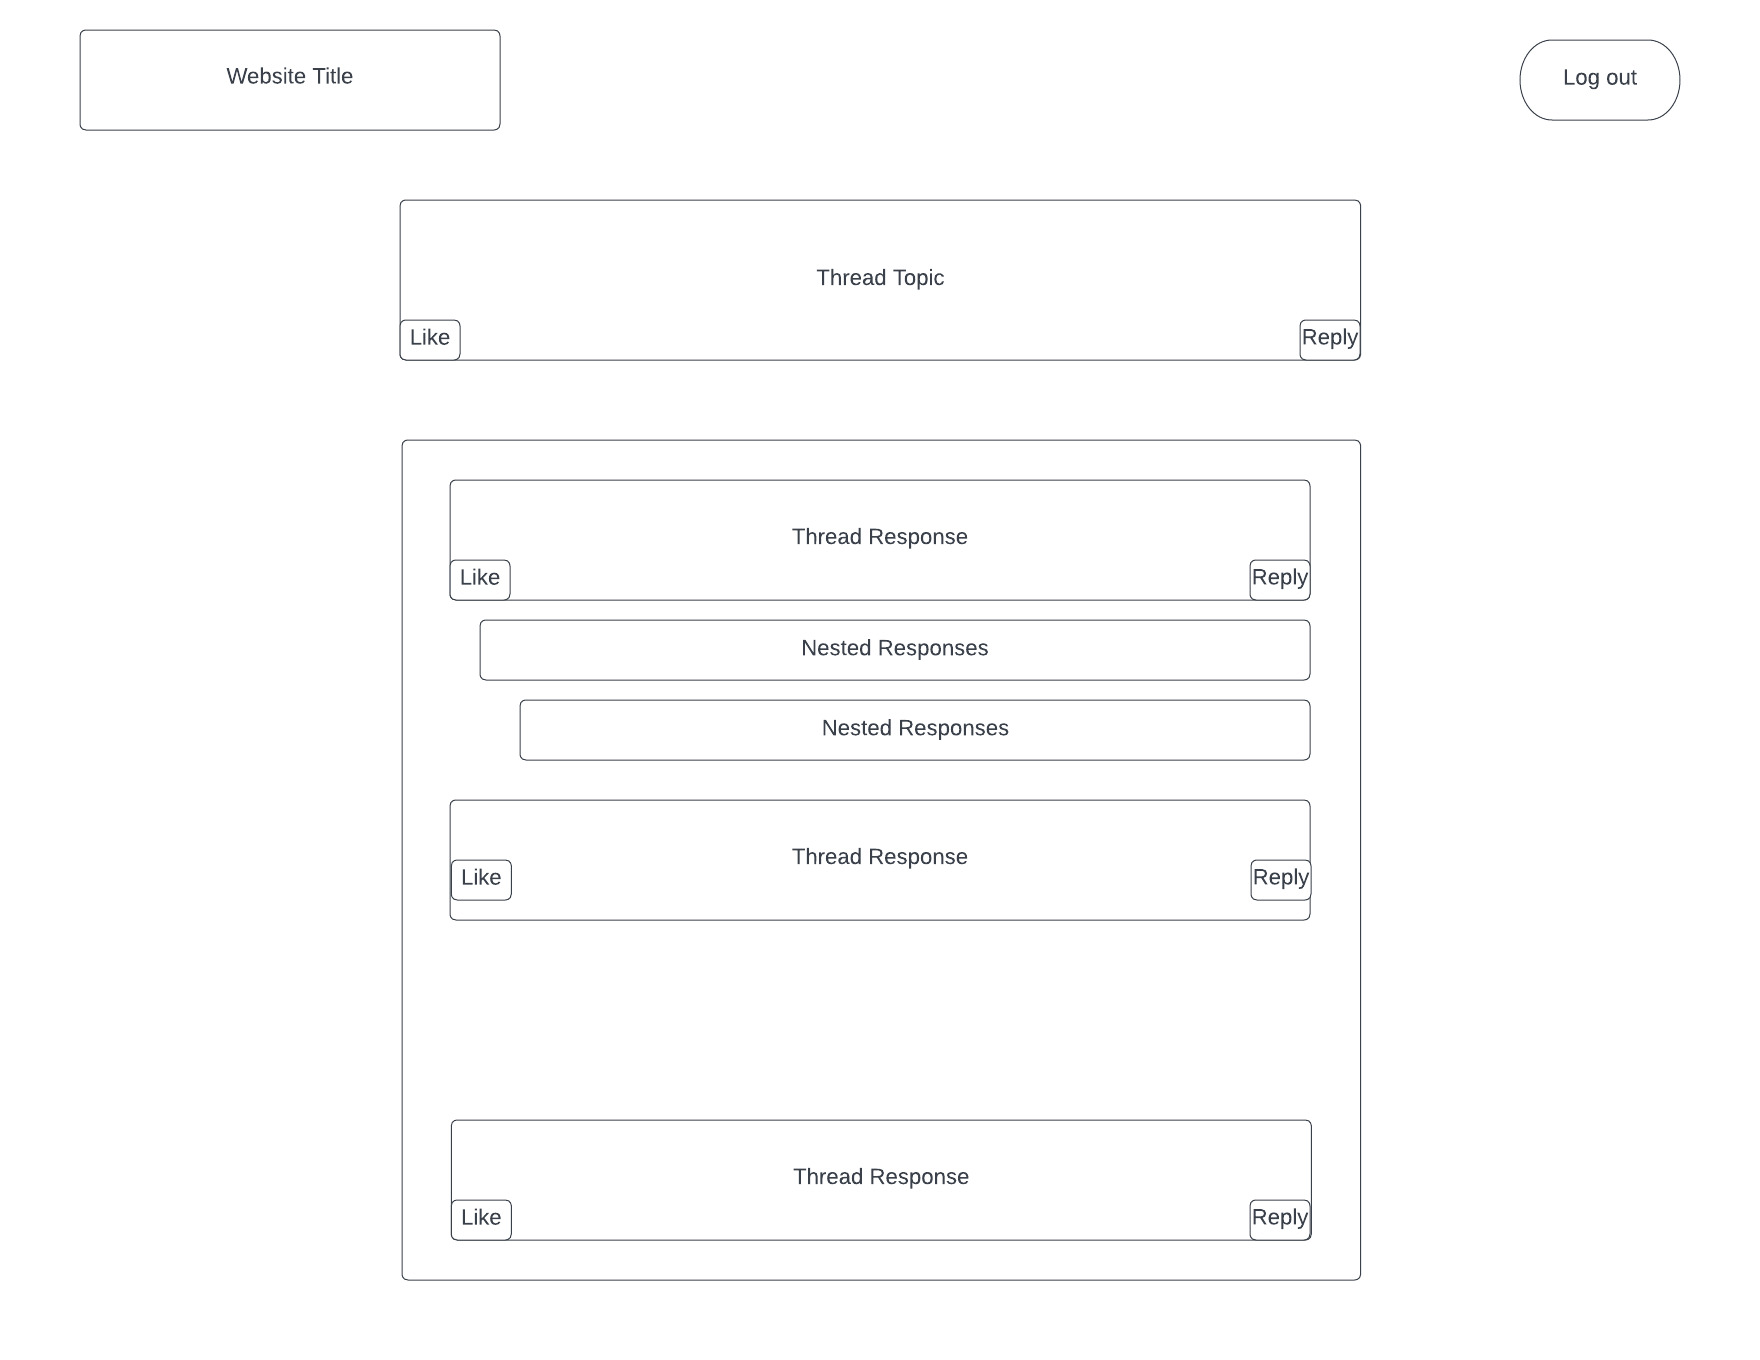 Website Title
Log out
Thread Topic
Like
Reply
Thread Response
Like
Reply
Nested Responses
Nested Responses
Thread Response
Like
Reply
Thread Response
Like
Reply